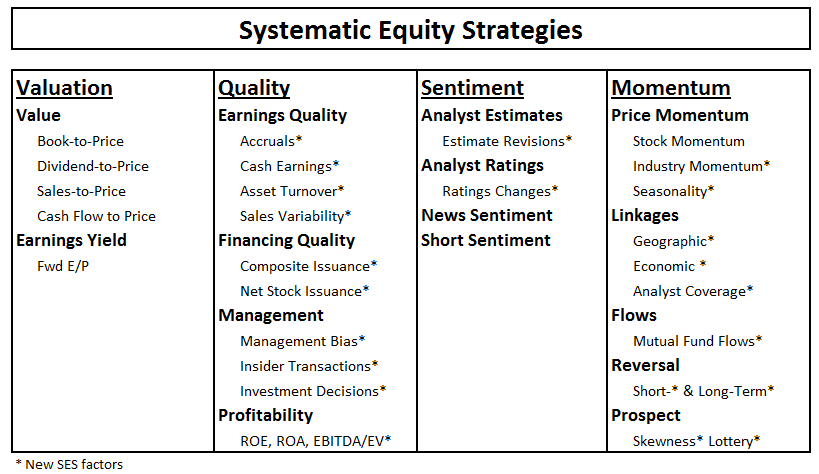 Systematic Equity Strategies
Valuation
Value
Book-to-Price
Dividend-to-Price
Sales-to-Price
Cash Flow to Price
Earnings Yield
Fwd E/P
Quality
Earnings Quality
Accruals*
Cash Earnings*
Asset Turnover*
Sales Variability*
Financing Quality
Composite Issuance*
Net Stock Issuance*
Management
Management Bias*
Insider Transactions*
Investment Decisions*
Profitability
ROE, ROA, EBITDA/EV*
Sentiment
Analyst Estimates
Estimate Revisions*
Analyst Ratings
Ratings Changes*
News Sentiment
Short Sentiment
Momentum
Price Momentum
Stock Momentum
Industry Momentum*
Seasonality*
Linkages
Geographic*
Economic *
Analyst Coverage*
Flows
Mutual Fund Flows*
Reversal
Short-* & Long-Term*
Prospect
Skewness* Lottery*
* New SES factors